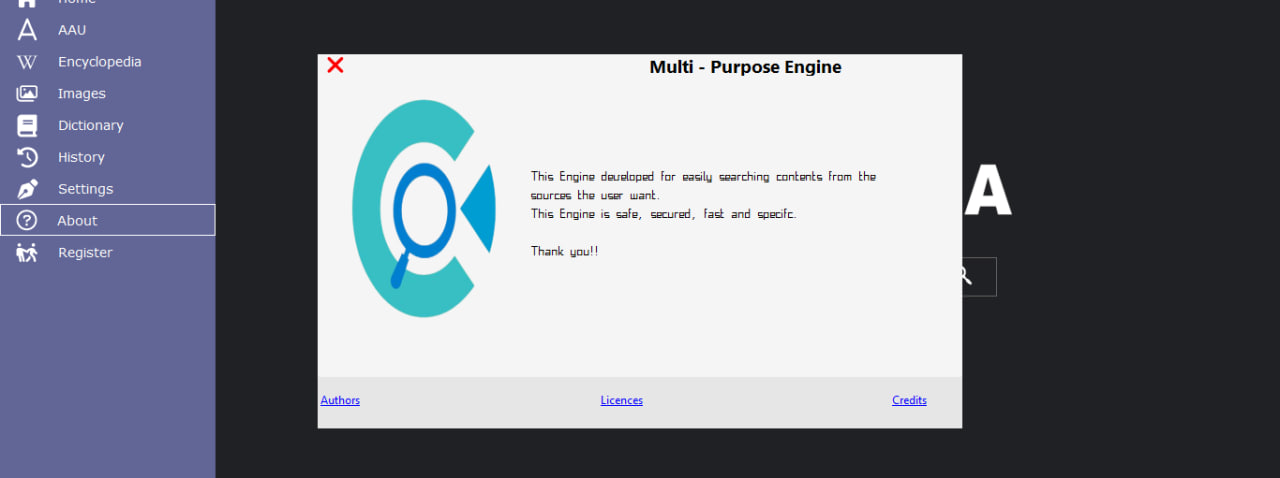 Home
AAU
Encyclopedia
Images
Dictionary
History
Settings
About
Register
Multi - Purpose Engine
This Engine developed for easily searching contents from the
sources the user want.
This Engine is safe, secured, fast and specifc.
Thank you!!
Authors
Licences
Credits
A